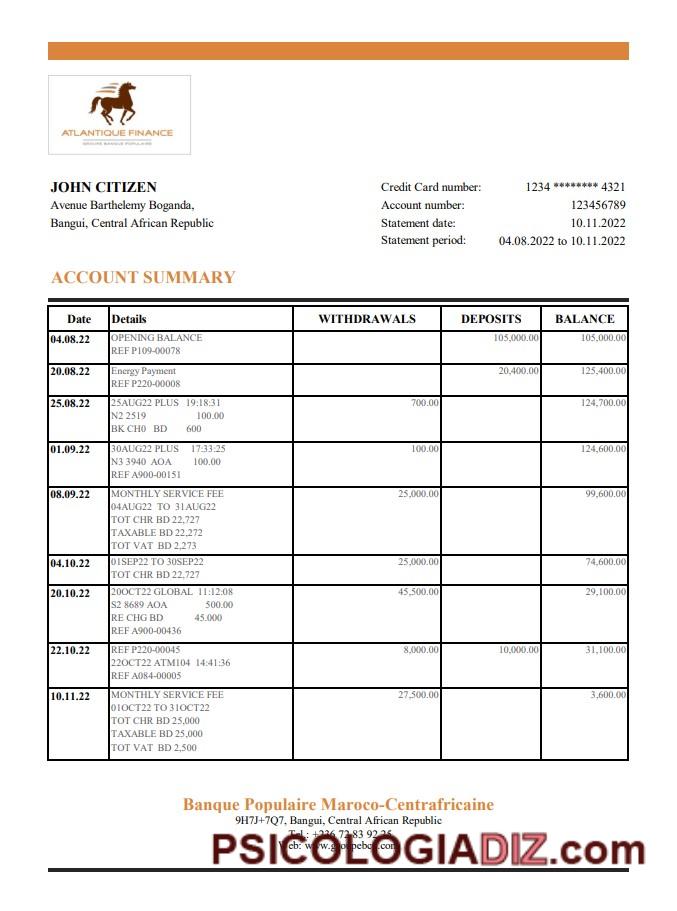 ATLANTIQUE FINANCE
GROUPE BANQUE POPULAIRE
JOHN CITIZEN
Avenue Barthelemy Boganda,
Bangui, Central African Republic
Credit Card number: 1234 ******** 4321
Account number: 123456789
Statement date: 10.11.2022
Statement period: 04.08.2022 to 10.11.2022
ACCOUNT SUMMARY
Date Details WITHDRAWALS DEPOSITS BALANCE
04.08.22 OPENING BALANCE 105,000.00 105,000.00
REF P109-00078
20.08.22 Energy Payment 20,400.00 125,400.00
REF P220-00008
25.08.22 25AUG22 PLUS 19:18:31 700.00 124,700.00
N2 2519 100.00
BK CH0 BD 600
01.09.22 30AUG22 PLUS 17:33:25 100.00 124,600.00
N3 3940 AOA 100.00
REF A900-00151
08.09.22 MONTHLY SERVICE FEE 25,000.00 99,600.00
04AUG22 TO 31AUG22
TOT CHR BD 22,727
TAXABLE BD 22,272
TOT VAT BD 2,273
04.10.22 01SEP22 TO 30SEP22 25,000.00 74,600.00
TOT CHR BD 22,727
20.10.22 20OCT22 GLOBAL 11:12:08 45,500.00 29,100.00
S2 8689 AOA 500.00
RE CHG BD 45.000
REF A900-00436
22.10.22 REF P220-00045 8,000.00 10,000.00 31,100.00
22OCT22 ATM104 14:41:36
REF A084-00005
10.11.22 MONTHLY SERVICE FEE 27,500.00 3,600.00
01OCT22 TO 31OCT22
TOT CHR BD 25,000
TAXABLE BD 25,000
TOT VAT BD 2,500
Banque Populaire Maroco-Centrafricaine
9H7J+7Q7, Bangui, Central African Republic
Tel.: +236 72 83 92 25
Web:
PSICOLOGIADIZ.com